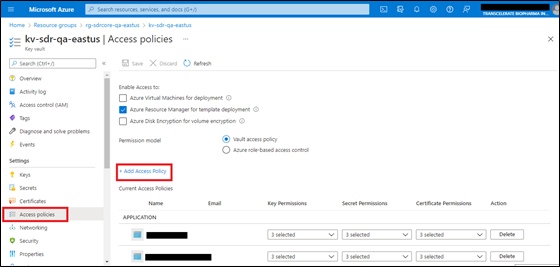 Microsoft Azure
Search resources, services, and docs (G+/)
TRANSCELERATE BIOPHARMA IN...
Home > Resource groups > rg-sdrcore-qa-eastus > kv-sdr-qa-eastus
kv-sdr-qa-eastus | Access policies ...
Key vault
Search (Ctrl+/)
Save
Discard
Refresh
Overview
Activity log
Access control (IAM)
Tags
Diagnose and solve problems
Events
Settings
Keys
Secrets
Certificates
Access policies
Networking
Security
Properties
Enable Access to:
Azure Virtual Machines for deployment
Azure Resource Manager for template deployment
Azure Disk Encryption for volume encryption
Permission model
Vault access policy
Azure role-based access control
+ Add Access Policy
Current Access Policies
Name Email Key Permissions Secret Permissions Certificate Permissions Action
APPLICATION
3 selected 3 selected 3 selected Delete
3 selected 3 selected 3 selected Delete